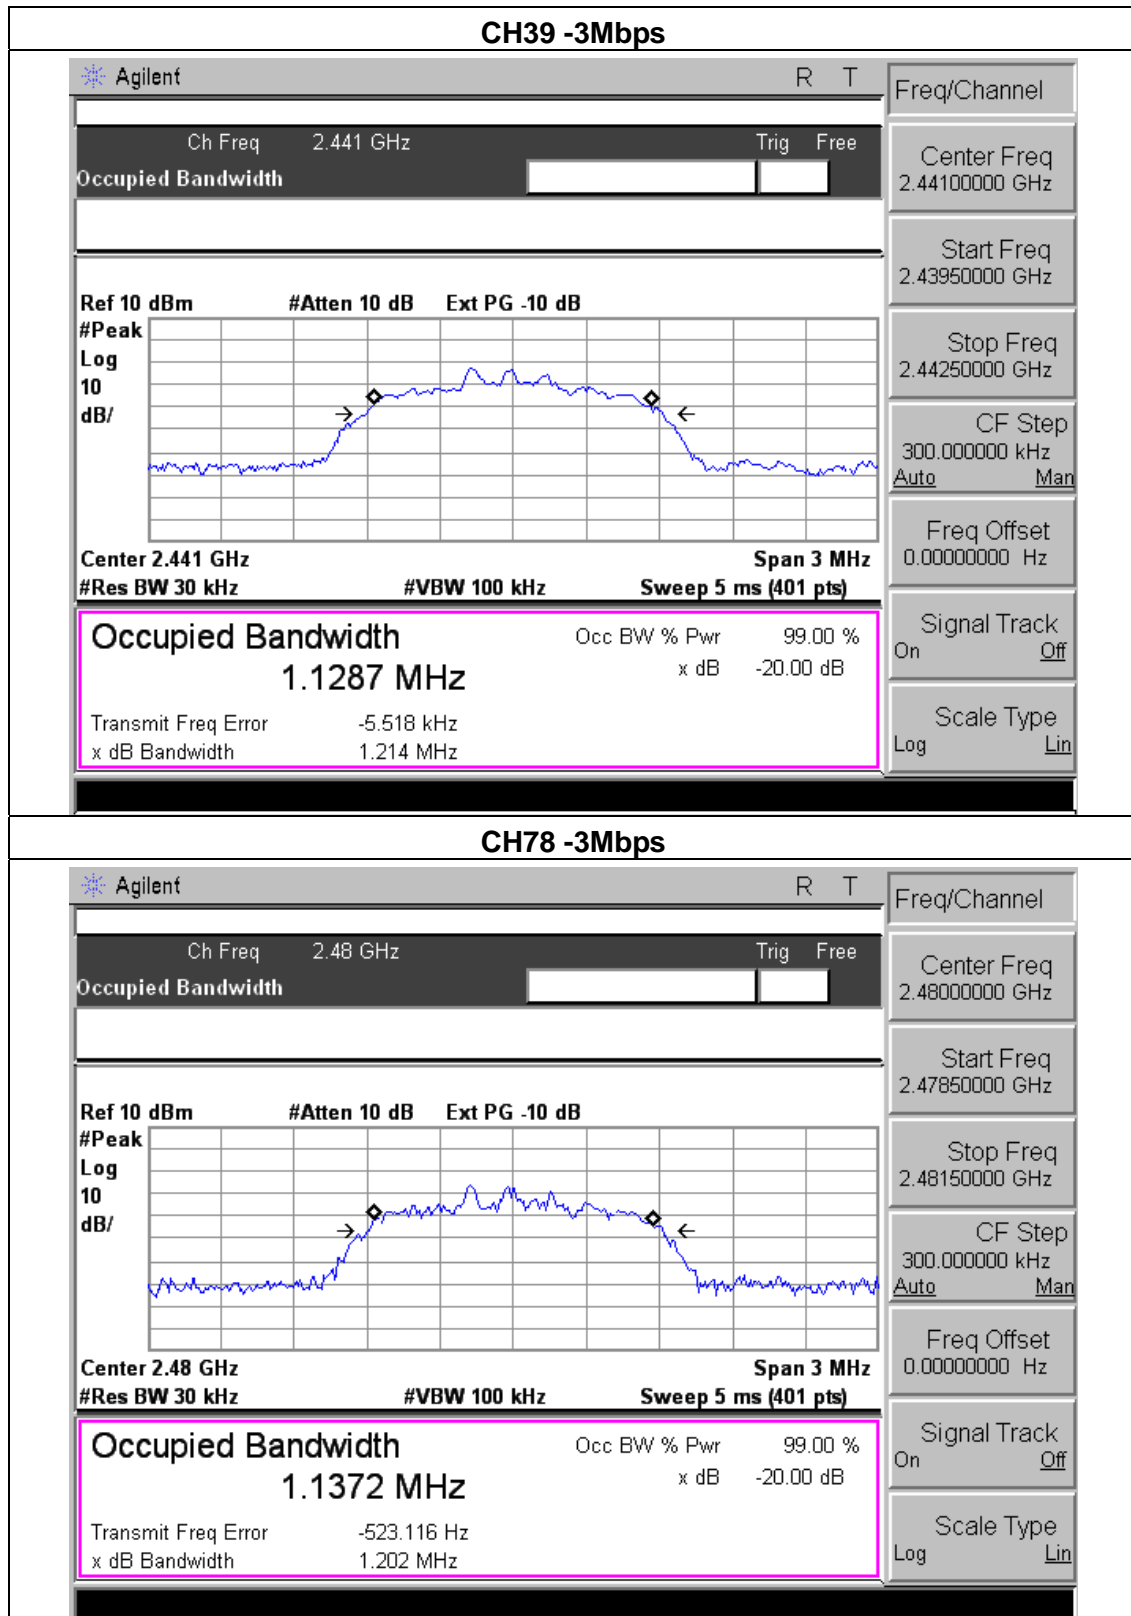 CH39 -3Mbps
Agilent R T
Freq/Channel
Ch Freq 2.441 GHz Trig Free
Occupied Bandwidth
Center Freq
2.44100000 GHz
Start Freq
2.43950000 GHz
Stop Freq
2.44250000 GHz
CF Step
300.000000 kHz
Auto Man
Freq Offset
0.00000000 Hz
Signal Track
On Off
Scale Type
Log Lin
Ref 10 dBm #Atten 10 dB Ext PG -10 dB
#Peak
Log
10
dB/
Center 2.441 GHz Span 3 MHz
#Res BW 30 kHz #VBW 100 kHz Sweep 5 ms (401 pts)
Occupied Bandwidth Occ BW % Pwr 99.00 %
1.1287 MHz x dB -20.00 dB
Transmit Freq Error -5.518 kHz
x dB Bandwidth 1.214 MHz
CH78 -3Mbps
Agilent R T
Freq/Channel
Ch Freq 2.48 GHz Trig Free
Occupied Bandwidth
Center Freq
2.48000000 GHz
Start Freq
2.47850000 GHz
Stop Freq
2.48150000 GHz
CF Step
300.000000 kHz
Auto Man
Freq Offset
0.00000000 Hz
Signal Track
On Off
Scale Type
Log Lin
Ref 10 dBm #Atten 10 dB Ext PG -10 dB
#Peak
Log
10
dB/
Center 2.48 GHz Span 3 MHz
#Res BW 30 kHz #VBW 100 kHz Sweep 5 ms (401 pts)
Occupied Bandwidth Occ BW % Pwr 99.00 %
1.1372 MHz x dB -20.00 dB
Transmit Freq Error -523.116 Hz
x dB Bandwidth 1.202 MHz